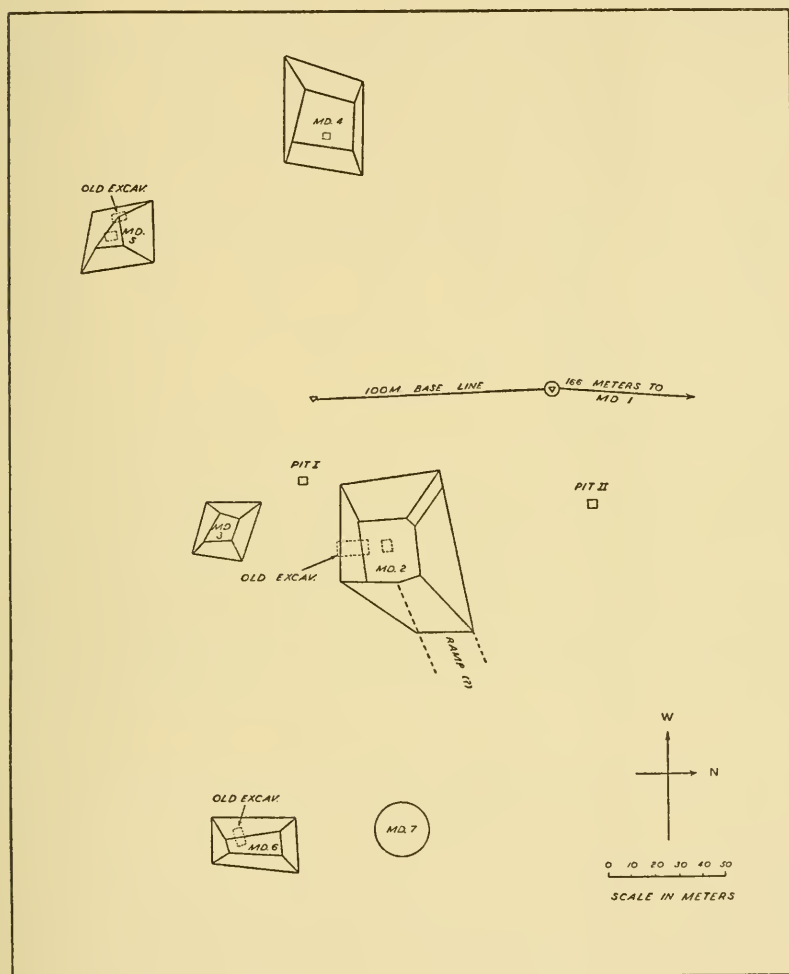 MD. 4
OLD EXCAV.
MD.
5
100M. BASE LINE
166 METERS TO
MD 1
PIT I
PIT II
MD
3
OLD EXCAV.
MD. 2
RAMP (?)
W
N
OLD EXCAV.
MD. 6
MD. 7
0 10 20 30 40 50
SCALE IN METERS